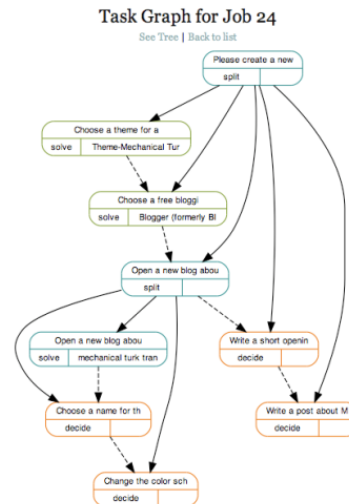 Task Graph for Job 24
See Tree | Back to list
Please create a new
split
Choose a theme for a
solve Theme-Mechanical Tur
Choose a free bloggi
solve Blogger (formerly Bl
Open a new blog abou
split
Open a new blog abou
solve mechanical turk tran
Write a short openin
decide
Choose a name for th
decide
Write a post about M
decide
Change the color sch
decide